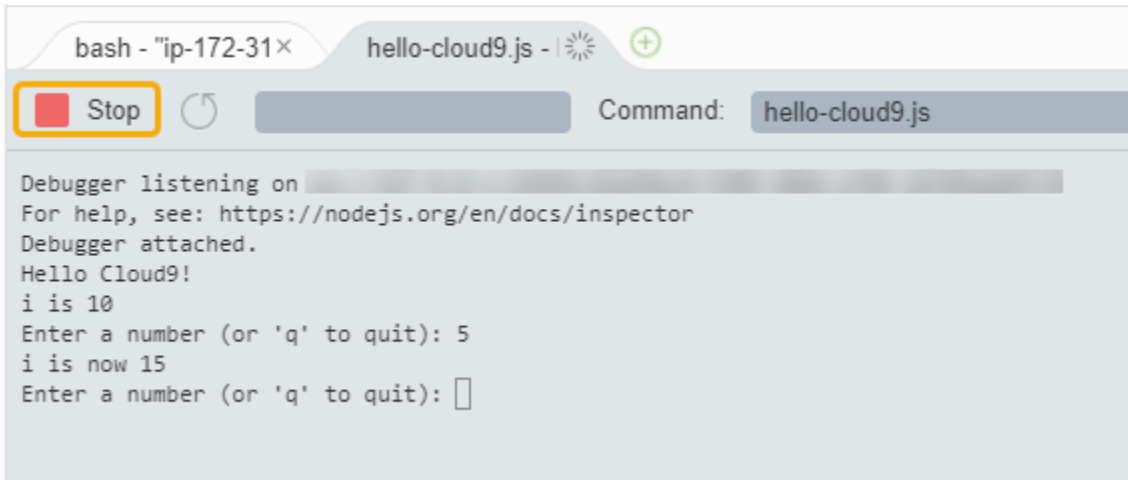 bash - "ip-172-31×
hello-cloud9.js -
Stop
Command:
hello-cloud9.js
Debugger listening on
For help, see: https://nodejs.org/en/docs/inspector
Debugger attached.
Hello Cloud9!
i is 10
Enter a number (or 'q' to quit): 5
i is now 15
Enter a number (or 'q' to quit):